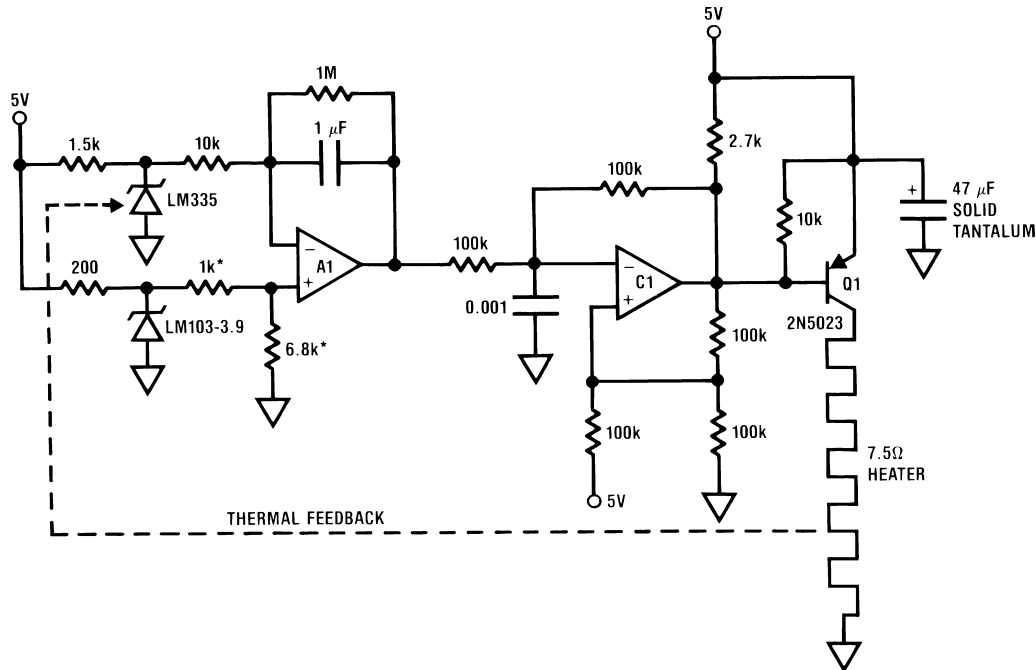 5V
1M
5V
1 μF
1.5k
10k
2.7k
LM335
100k
10k
+
47 μF
SOLID
TANTALUM
−
A1
+
100k
−
C1
+
Q1
200
1k*
LM103-3.9
0.001
2N5023
6.8k*
100k
100k
100k
5V
7.5Ω
HEATER
THERMAL FEEDBACK